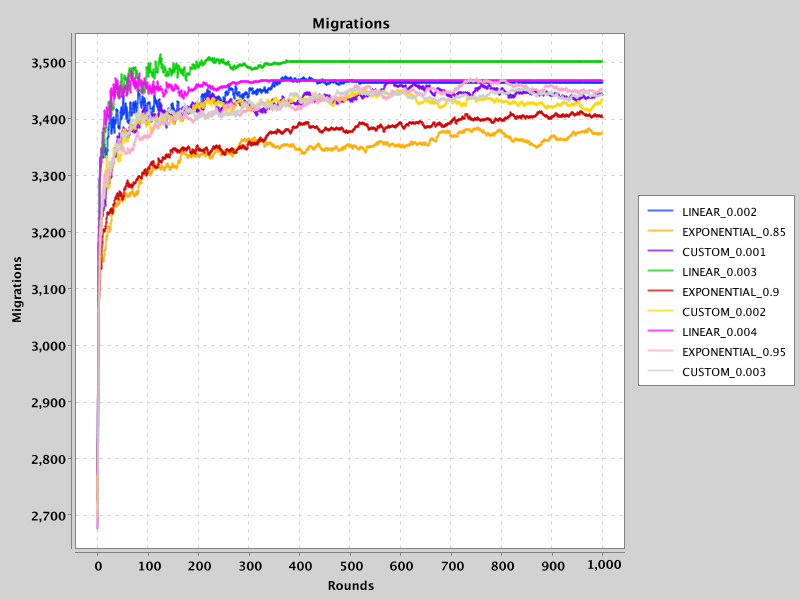 Migrations
3,500
3,400
3,300
3,200
3,100
3,000
2,900
2,800
2,700
Migrations
0 100 200 300 400 500 600 700 800 900 1,000
Rounds
LINEAR_0.002
EXPONENTIAL_0.85
CUSTOM_0.001
LINEAR_0.003
EXPONENTIAL_0.9
CUSTOM_0.002
LINEAR_0.004
EXPONENTIAL_0.95
CUSTOM_0.003